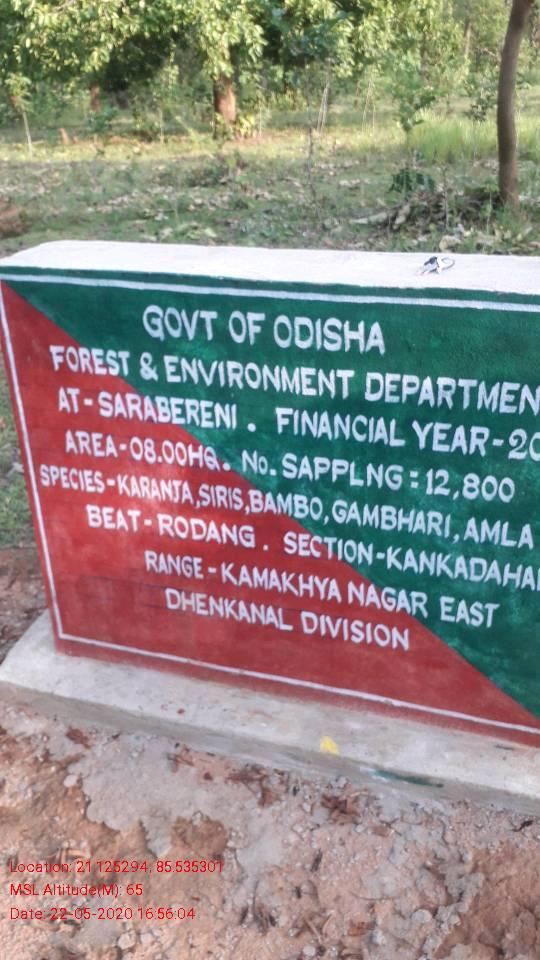 GOVT OF ODISHA
FOREST & ENVIRONMENT DEPARTMEN
AT-SARABERENI. FINANCIAL YEAR-20
AREA-08.00HQ. No. SAPPLNG:12,800
SPECIES-KARANJA,SIRIS,BAMBO,GAMBHARI,AMLA
BEAT-RODANG. SECTION-KANKADAHA
RANGE-KAMAKHYA NAGAR EAST
DHENKANAL DIVISION
Location: 21.125294, 85.535301
MSL Altitude(M): 65
Date: 22-05-2020 16:56:04